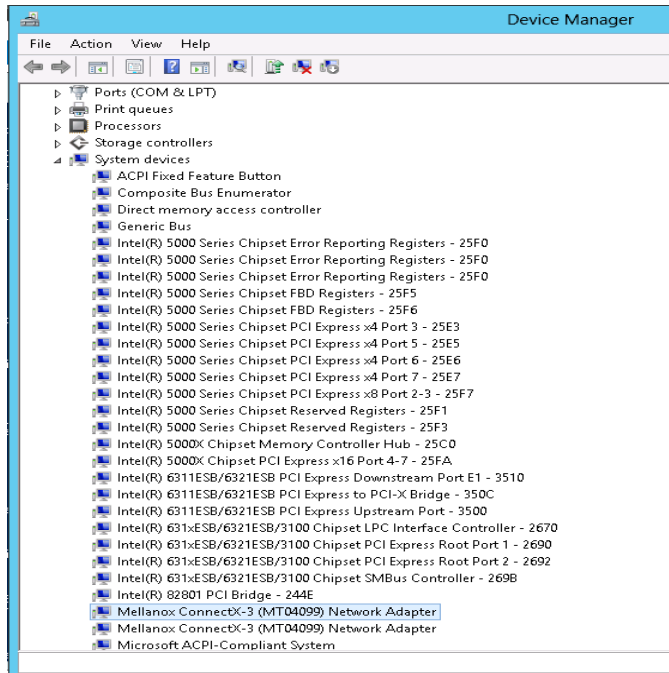 Device Manager
File Action View Help
Ports (COM & LPT)
Print queues
Processors
Storage controllers
System devices
ACPI Fixed Feature Button
Composite Bus Enumerator
Direct memory access controller
Generic Bus
Intel(R) 5000 Series Chipset Error Reporting Registers - 25F0
Intel(R) 5000 Series Chipset Error Reporting Registers - 25F0
Intel(R) 5000 Series Chipset Error Reporting Registers - 25F0
Intel(R) 5000 Series Chipset FBD Registers - 25F5
Intel(R) 5000 Series Chipset FBD Registers - 25F6
Intel(R) 5000 Series Chipset PCI Express x4 Port 3 - 25E3
Intel(R) 5000 Series Chipset PCI Express x4 Port 5 - 25E5
Intel(R) 5000 Series Chipset PCI Express x4 Port 6 - 25E6
Intel(R) 5000 Series Chipset PCI Express x4 Port 7 - 25E7
Intel(R) 5000 Series Chipset PCI Express x8 Port 2-3 - 25F7
Intel(R) 5000 Series Chipset Reserved Registers - 25F1
Intel(R) 5000 Series Chipset Reserved Registers - 25F3
Intel(R) 5000X Chipset Memory Controller Hub - 25C0
Intel(R) 5000X Chipset PCI Express x16 Port 4-7 - 25FA
Intel(R) 6311ESB/6321ESB PCI Express Downstream Port E1 - 3510
Intel(R) 6311ESB/6321ESB PCI Express to PCI-X Bridge - 350C
Intel(R) 6311ESB/6321ESB PCI Express Upstream Port - 3500
Intel(R) 631xESB/6321ESB/3100 Chipset LPC Interface Controller - 2670
Intel(R) 631xESB/6321ESB/3100 Chipset PCI Express Root Port 1 - 2690
Intel(R) 631xESB/6321ESB/3100 Chipset PCI Express Root Port 2 - 2692
Intel(R) 631xESB/6321ESB/3100 Chipset SMBus Controller - 269B
Intel(R) 82801 PCI Bridge - 244E
Mellanox ConnectX-3 (MT04099) Network Adapter
Mellanox ConnectX-3 (MT04099) Network Adapter
Microsoft ACPI-Compliant System